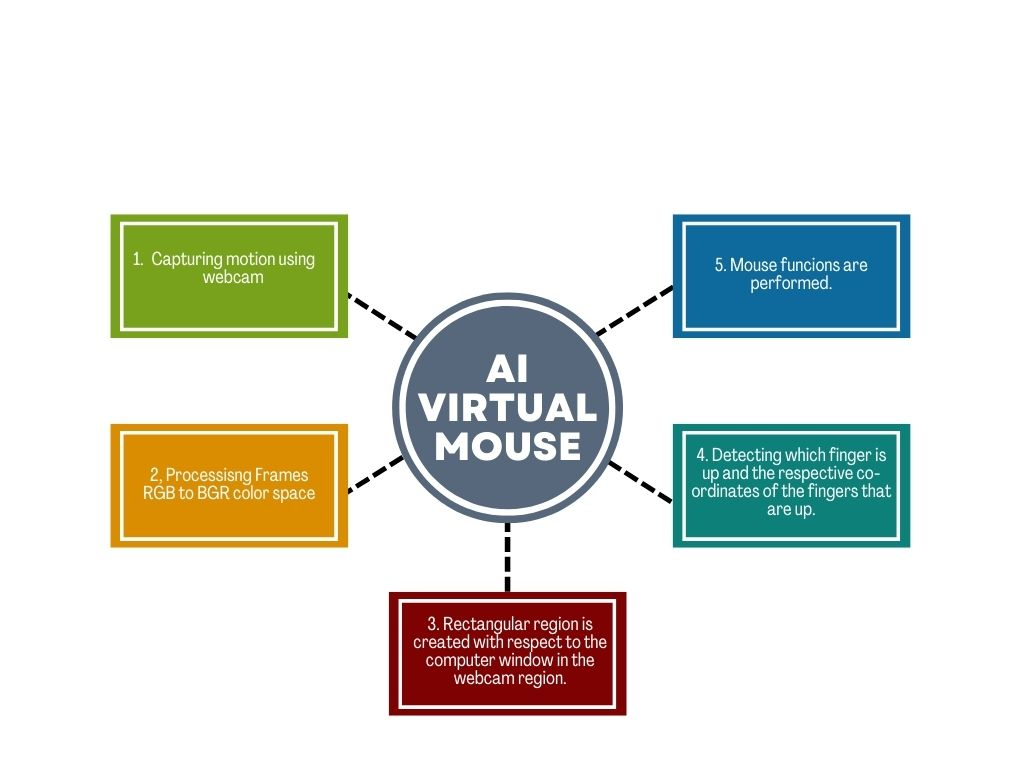 1.  Capturing motion using
webcam
5. Mouse funcions are
performed.
AI
VIRTUAL
MOUSE
2, Processisng Frames
RGB to BGR color space
4. Detecting which finger is
up and the respective co-
ordinates of the fingers that
are up.
3. Rectangular region is
created with respect to the
computer window in the
webcam region.